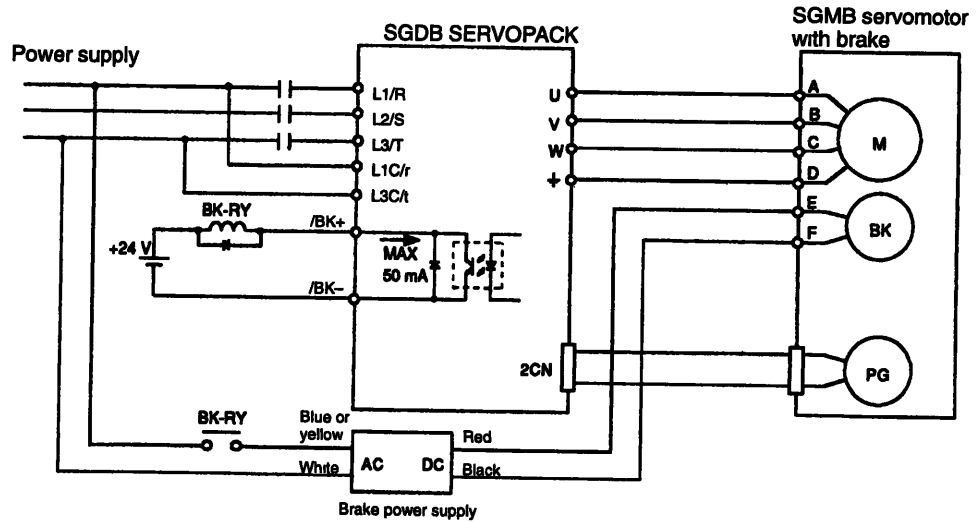 SGMB servomotor
with brake
SGDB SERVOPACK
Power supply
L1/R
L2/S
L3/T
L1C/r
L3C/t
U
V
W
A
B
C
D
M
BK-RY
/BK+
E
F
BK
+24 V
MAX
50 mA
/BK–
2CN
PG
BK-RY
Blue or
yellow
White
AC
DC
Red
Black
Brake power supply